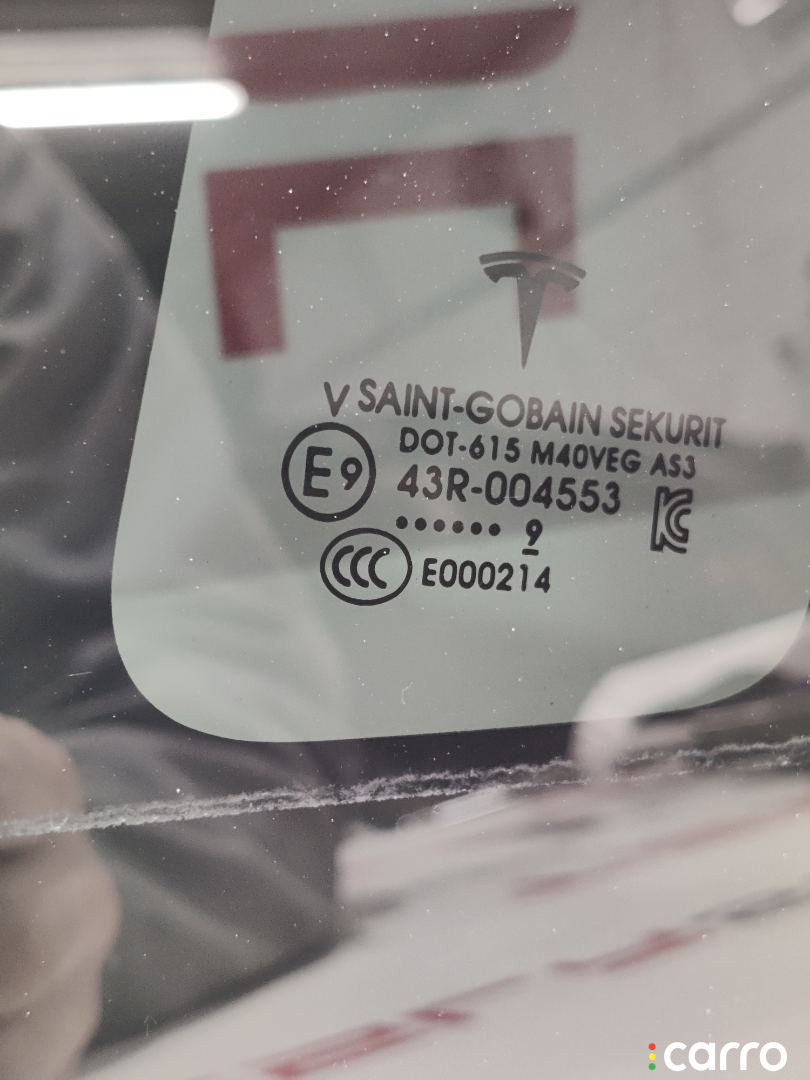 V SAINT-GOBAIN SEKURIT
DOT-615 M40VEG AS3
E9
43R-004553
•••••• 9
KC
CCC
E000214
carro